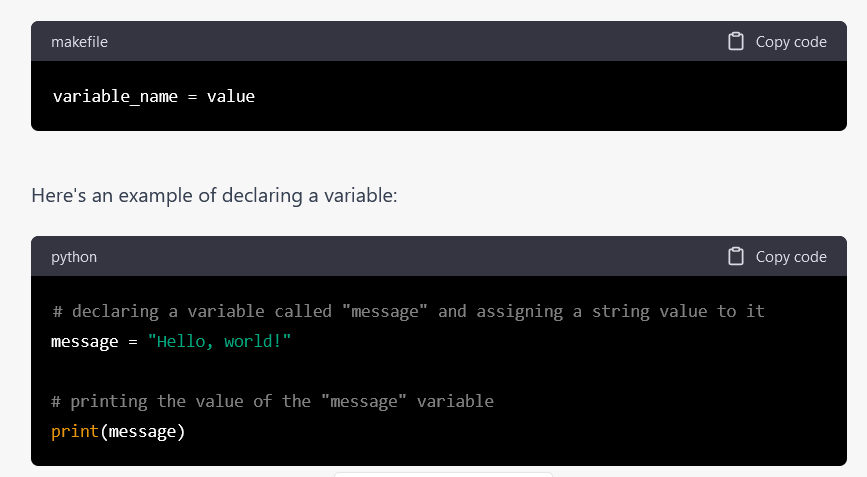 makefile
Copy code
variable_name = value
Here's an example of declaring a variable:
python
Copy code
# declaring a variable called "message" and assigning a string value to it
message = "Hello, world!"
# printing the value of the "message" variable
print(message)